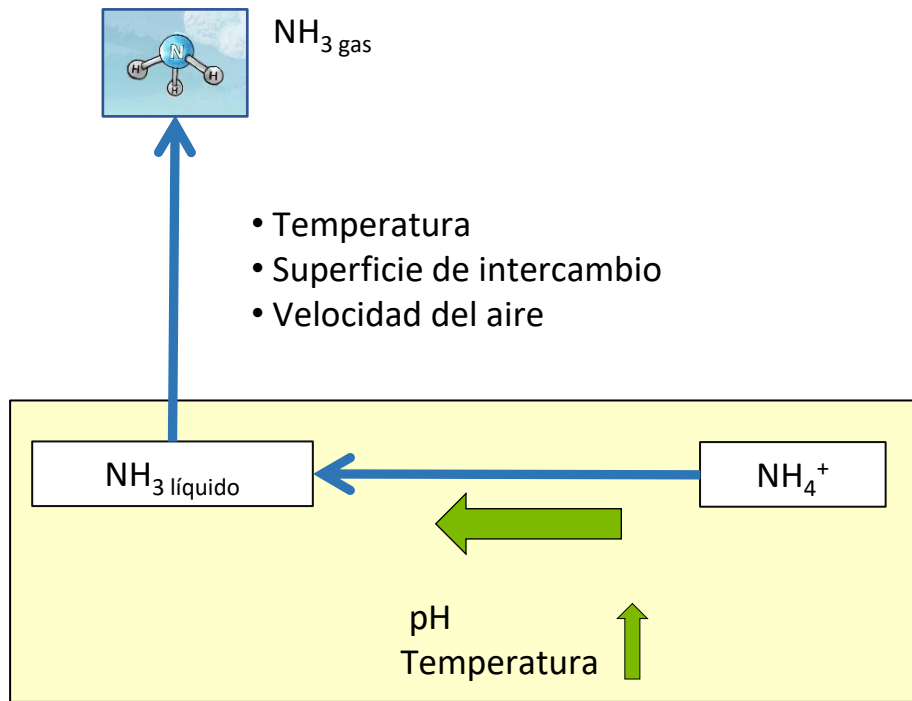 N
H
H
H
NH3 gas
• Temperatura
• Superficie de intercambio
• Velocidad del aire
NH3 líquido
NH4+
pH
Temperatura